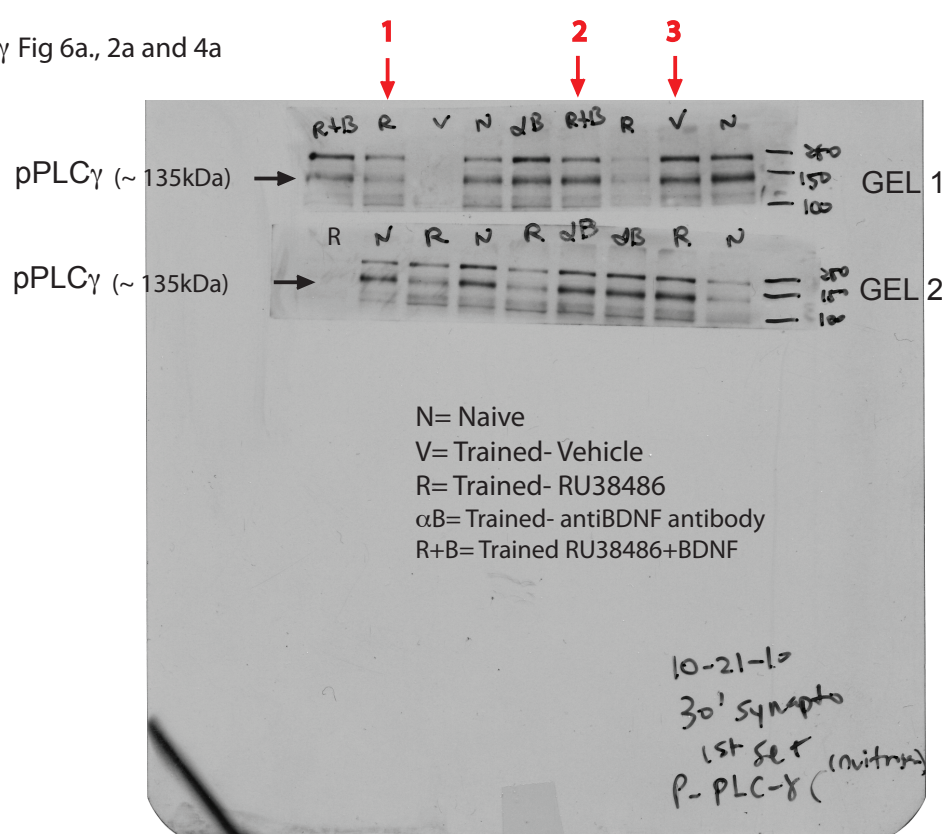 γ Fig 6a., 2a and 4a
1 2 3
R+B R V N αB R+B R V N
250
pPLCγ (~ 135kDa)
150
GEL 1
100
R N R N R αB αB R N
250
pPLCγ (~ 135kDa)
150
GEL 2
100
N= Naive
V= Trained- Vehicle
R= Trained- RU38486
αB= Trained- antiBDNF antibody
R+B= Trained RU38486+BDNF
10-21-10
30' synapto
1st set
P-PLC-γ (invitrogen)